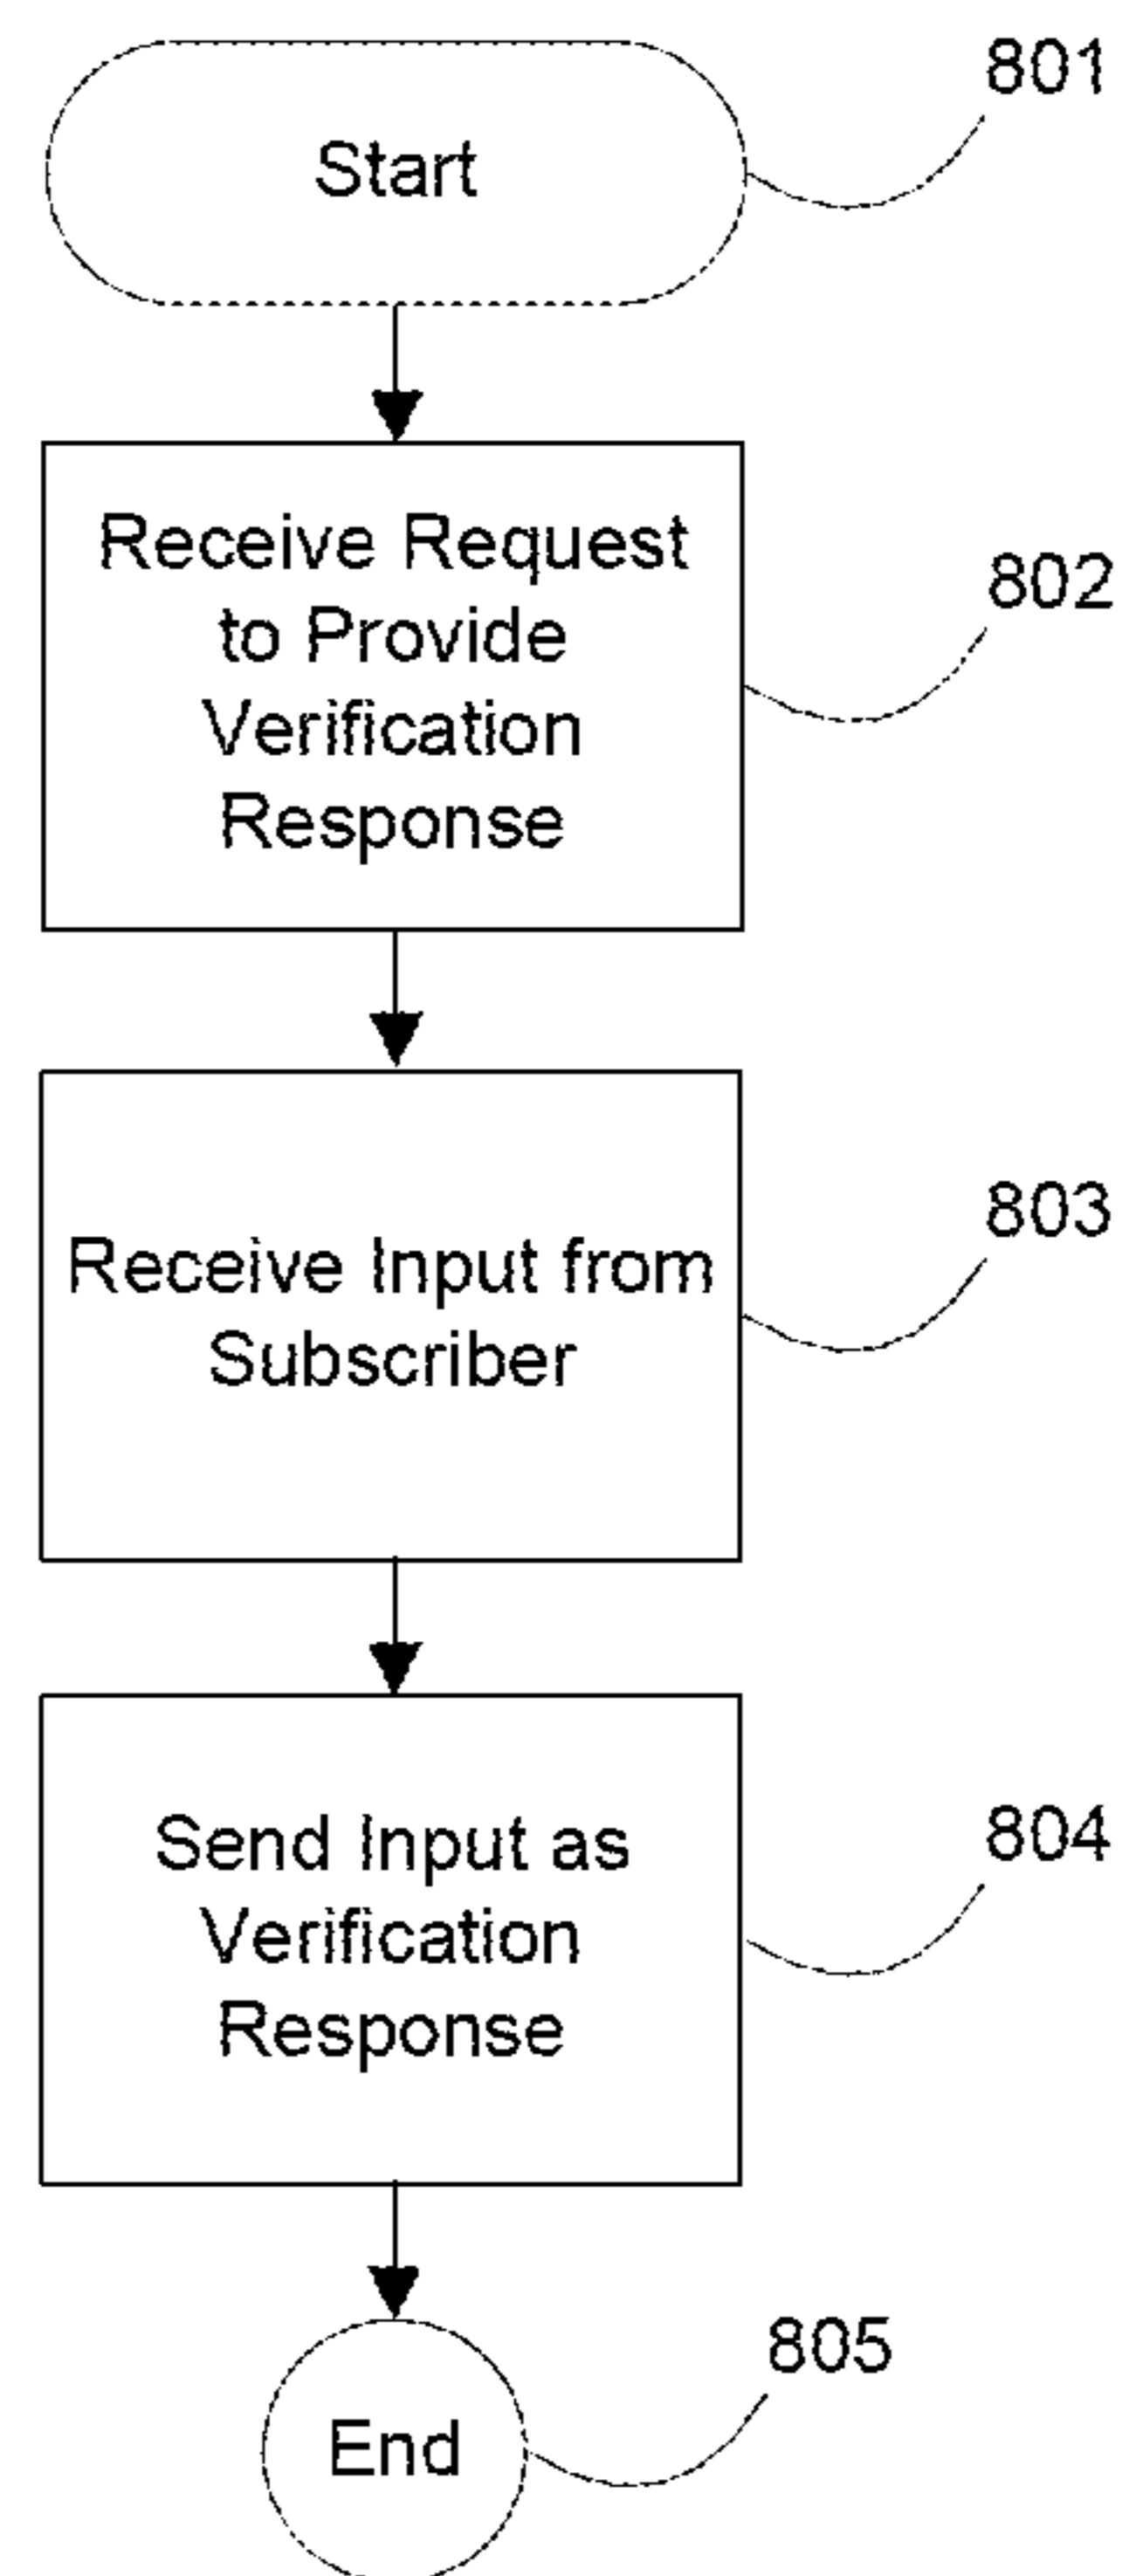 801
Start
Receive Request
to Provide
Verification
Response
802
Receive Input from
Subscriber
803
Send Input as
Verification
Response
804
End
805